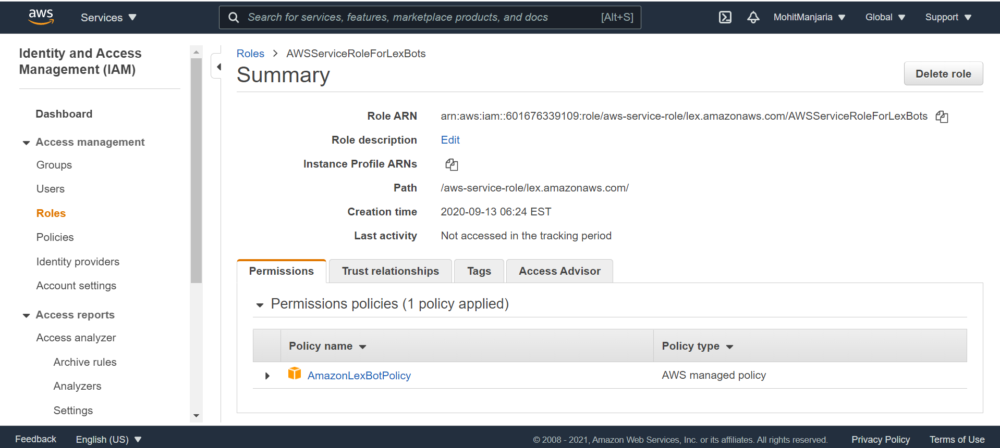 aws
Services
Search for services, features, marketplace products, and docs
[Alt+S]
MohitManjaria
Global
Support
Identity and Access
Management (IAM)
Dashboard
Access management
Groups
Users
Roles
Policies
Identity providers
Account settings
Access reports
Access analyzer
Archive rules
Analyzers
Settings
Roles > AWSServiceRoleForLexBots
Summary
Delete role
Role ARN arn:aws:iam::601676339109:role/aws-service-role/lex.amazonaws.com/AWSServiceRoleForLexBots
Role description Edit
Instance Profile ARNs
Path /aws-service-role/lex.amazonaws.com/
Creation time 2020-09-13 06:24 EST
Last activity Not accessed in the tracking period
Permissions
Trust relationships
Tags
Access Advisor
Permissions policies (1 policy applied)
Policy name
Policy type
AmazonLexBotPolicy
AWS managed policy
Feedback
English (US)
© 2008 - 2021, Amazon Web Services, Inc. or its affiliates. All rights reserved.
Privacy Policy
Terms of Use